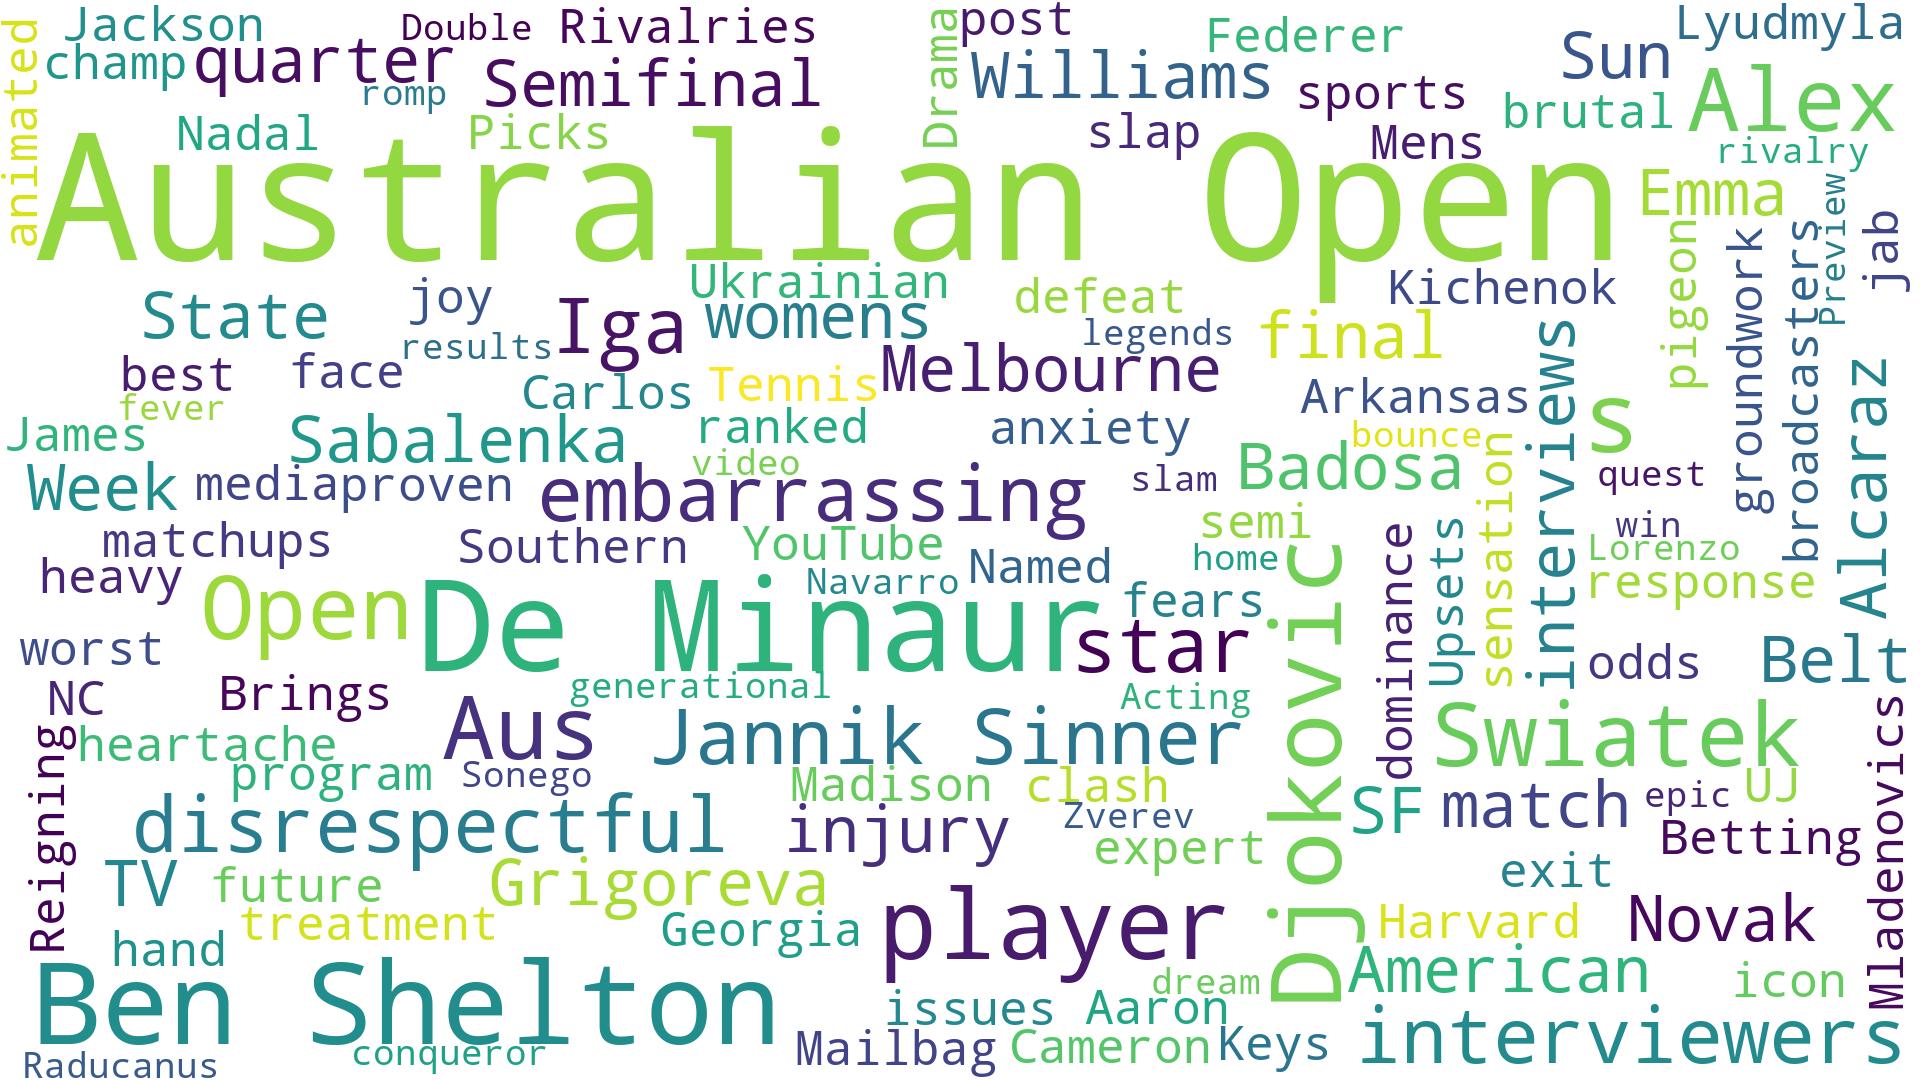 Jackson
Double
Rivalries
Drama
post
Federer
Sun
Lyudmyla
animated
champ
quarter
romp
Semifinal
Williams
sports
brutal
Alex
Nadal
Picks
slap
Mens
rivalry
Australian Open
Emma
Preview
jab
pigeon
groundwork
broadcasters
State
joy
Iga
Ukrainian
womens
defeat
Kichenok
legends
final
interviews
best
face
results
Melbourne
fever
Carlos
Tennis
Arkansas
s
Alcaraz
James
Sabalenka
ranked
anxiety
bounce
sensation
Week
mediaproven
embarrassing
video
slam
Badosa
quest
matchups
Southern
YouTube
Named
semi
home
Djokovic
dominance
Upsets
win
Lorenzo
response
heavy
Open
De Minaur
Navarro
fears
star
worst
odds
Belt
NC
Brings
generational
Acting
Aus
Jannik Sinner
Swiatek
Mladenovics
Reigning
heartache
program
Sonego
Madison
clash
SF
match
epic
UJ
disrespectful
injury
Zverev
expert
Betting
TV
future
Grigoreva
exit
treatment
Georgia
player
Harvard
Novak
hand
Ben Shelton
American
icon
dream
issues
Aaron
interviewers
Raducanus
conqueror
Mailbag
Cameron
Keys